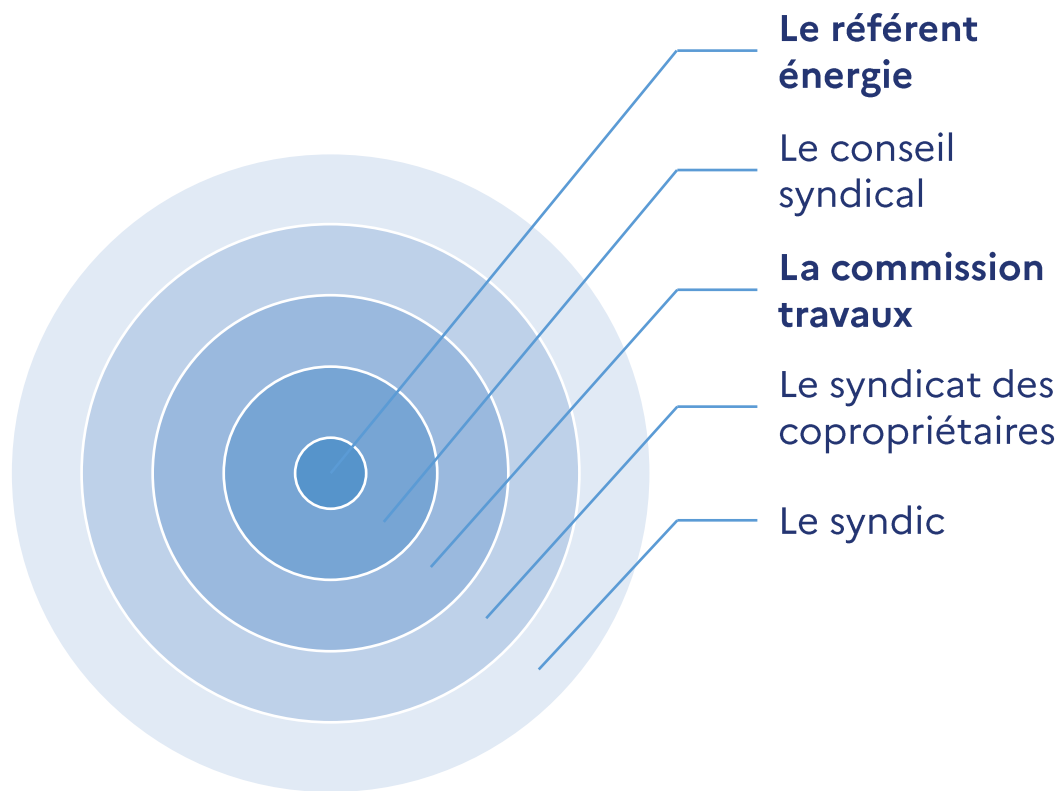 Le référent
énergie
Le conseil
syndical
La commission
travaux
Le syndicat des
copropriétaires
Le syndic